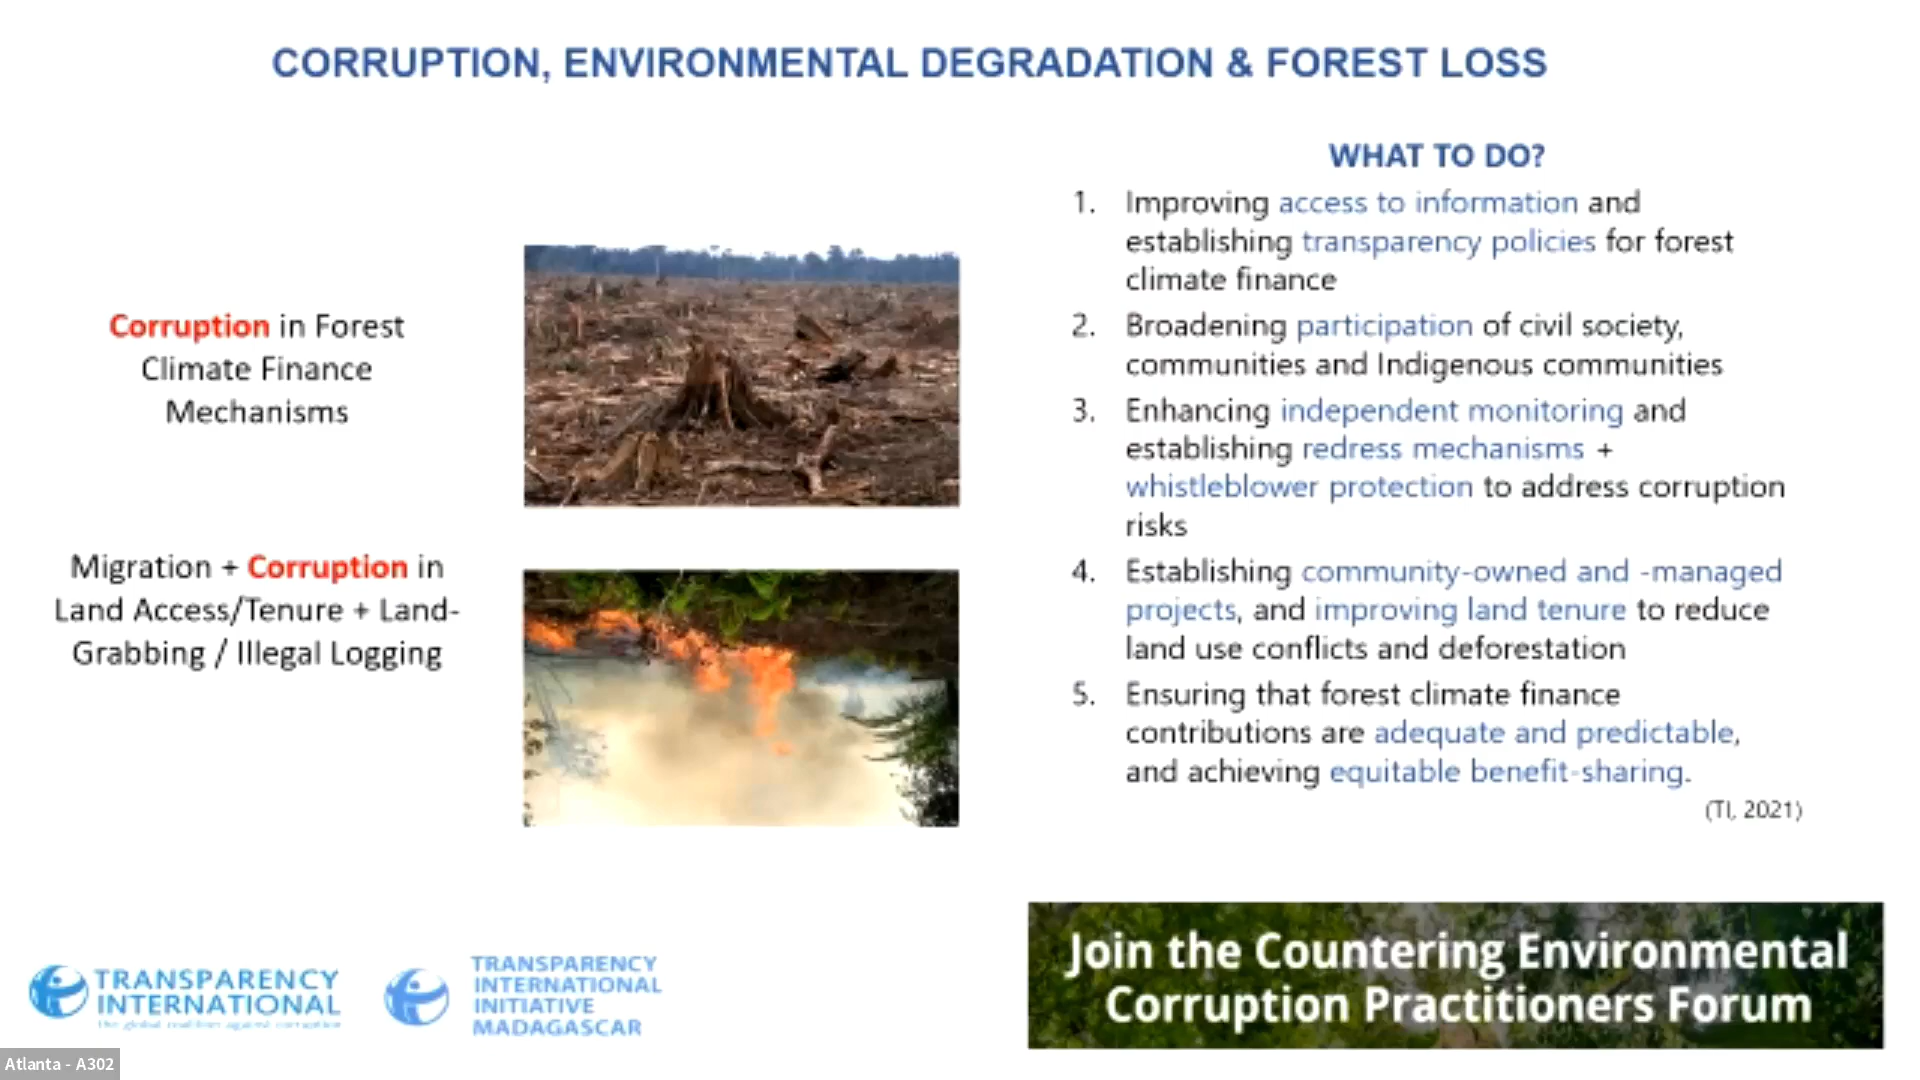 CORRUPTION, ENVIRONMENTAL DEGRADATION & FOREST LOSS
Corruption in Forest
Climate Finance
Mechanisms
Migration + Corruption in
Land Access/Tenure + Land-
Grabbing / Illegal Logging
WHAT TO DO?
1. Improving access to information and
establishing transparency policies for forest
climate finance
2. Broadening participation of civil society,
communities and Indigenous communities
3. Enhancing independent monitoring and
establishing redress mechanisms +
whistleblower protection to address corruption
risks
4. Establishing community-owned and -managed
projects, and improving land tenure to reduce
land use conflicts and deforestation
5. Ensuring that forest climate finance
contributions are adequate and predictable,
and achieving equitable benefit-sharing.
(TI, 2021)
Join the Countering Environmental
Corruption Practitioners Forum
TRANSPARENCY
INTERNATIONAL
the global coalition against corruption
TRANSPARENCY
INTERNATIONAL
INITIATIVE
MADAGASCAR
Atlanta - A302